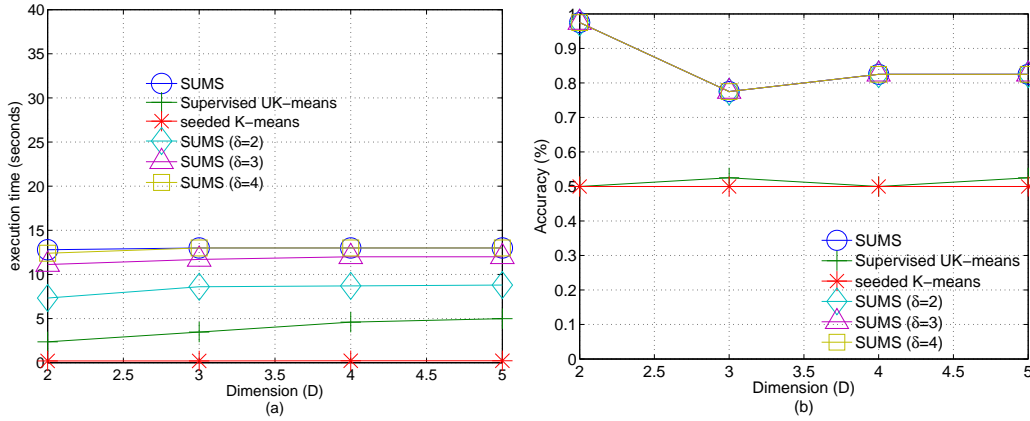 40
35
30
25
20
15
10
5
0
execution time (seconds)
SUMS
Supervised UK−means
seeded K−means
SUMS (δ=2)
SUMS (δ=3)
SUMS (δ=4)
2 2.5 3 3.5 4 4.5 5
Dimension (D)
(a)
1
0.9
0.8
0.7
0.6
0.5
0.4
0.3
0.2
0.1
0
Accuracy (%)
SUMS
Supervised UK−means
seeded K−means
SUMS (δ=2)
SUMS (δ=3)
SUMS (δ=4)
2 2.5 3 3.5 4 4.5 5
Dimension (D)
(b)